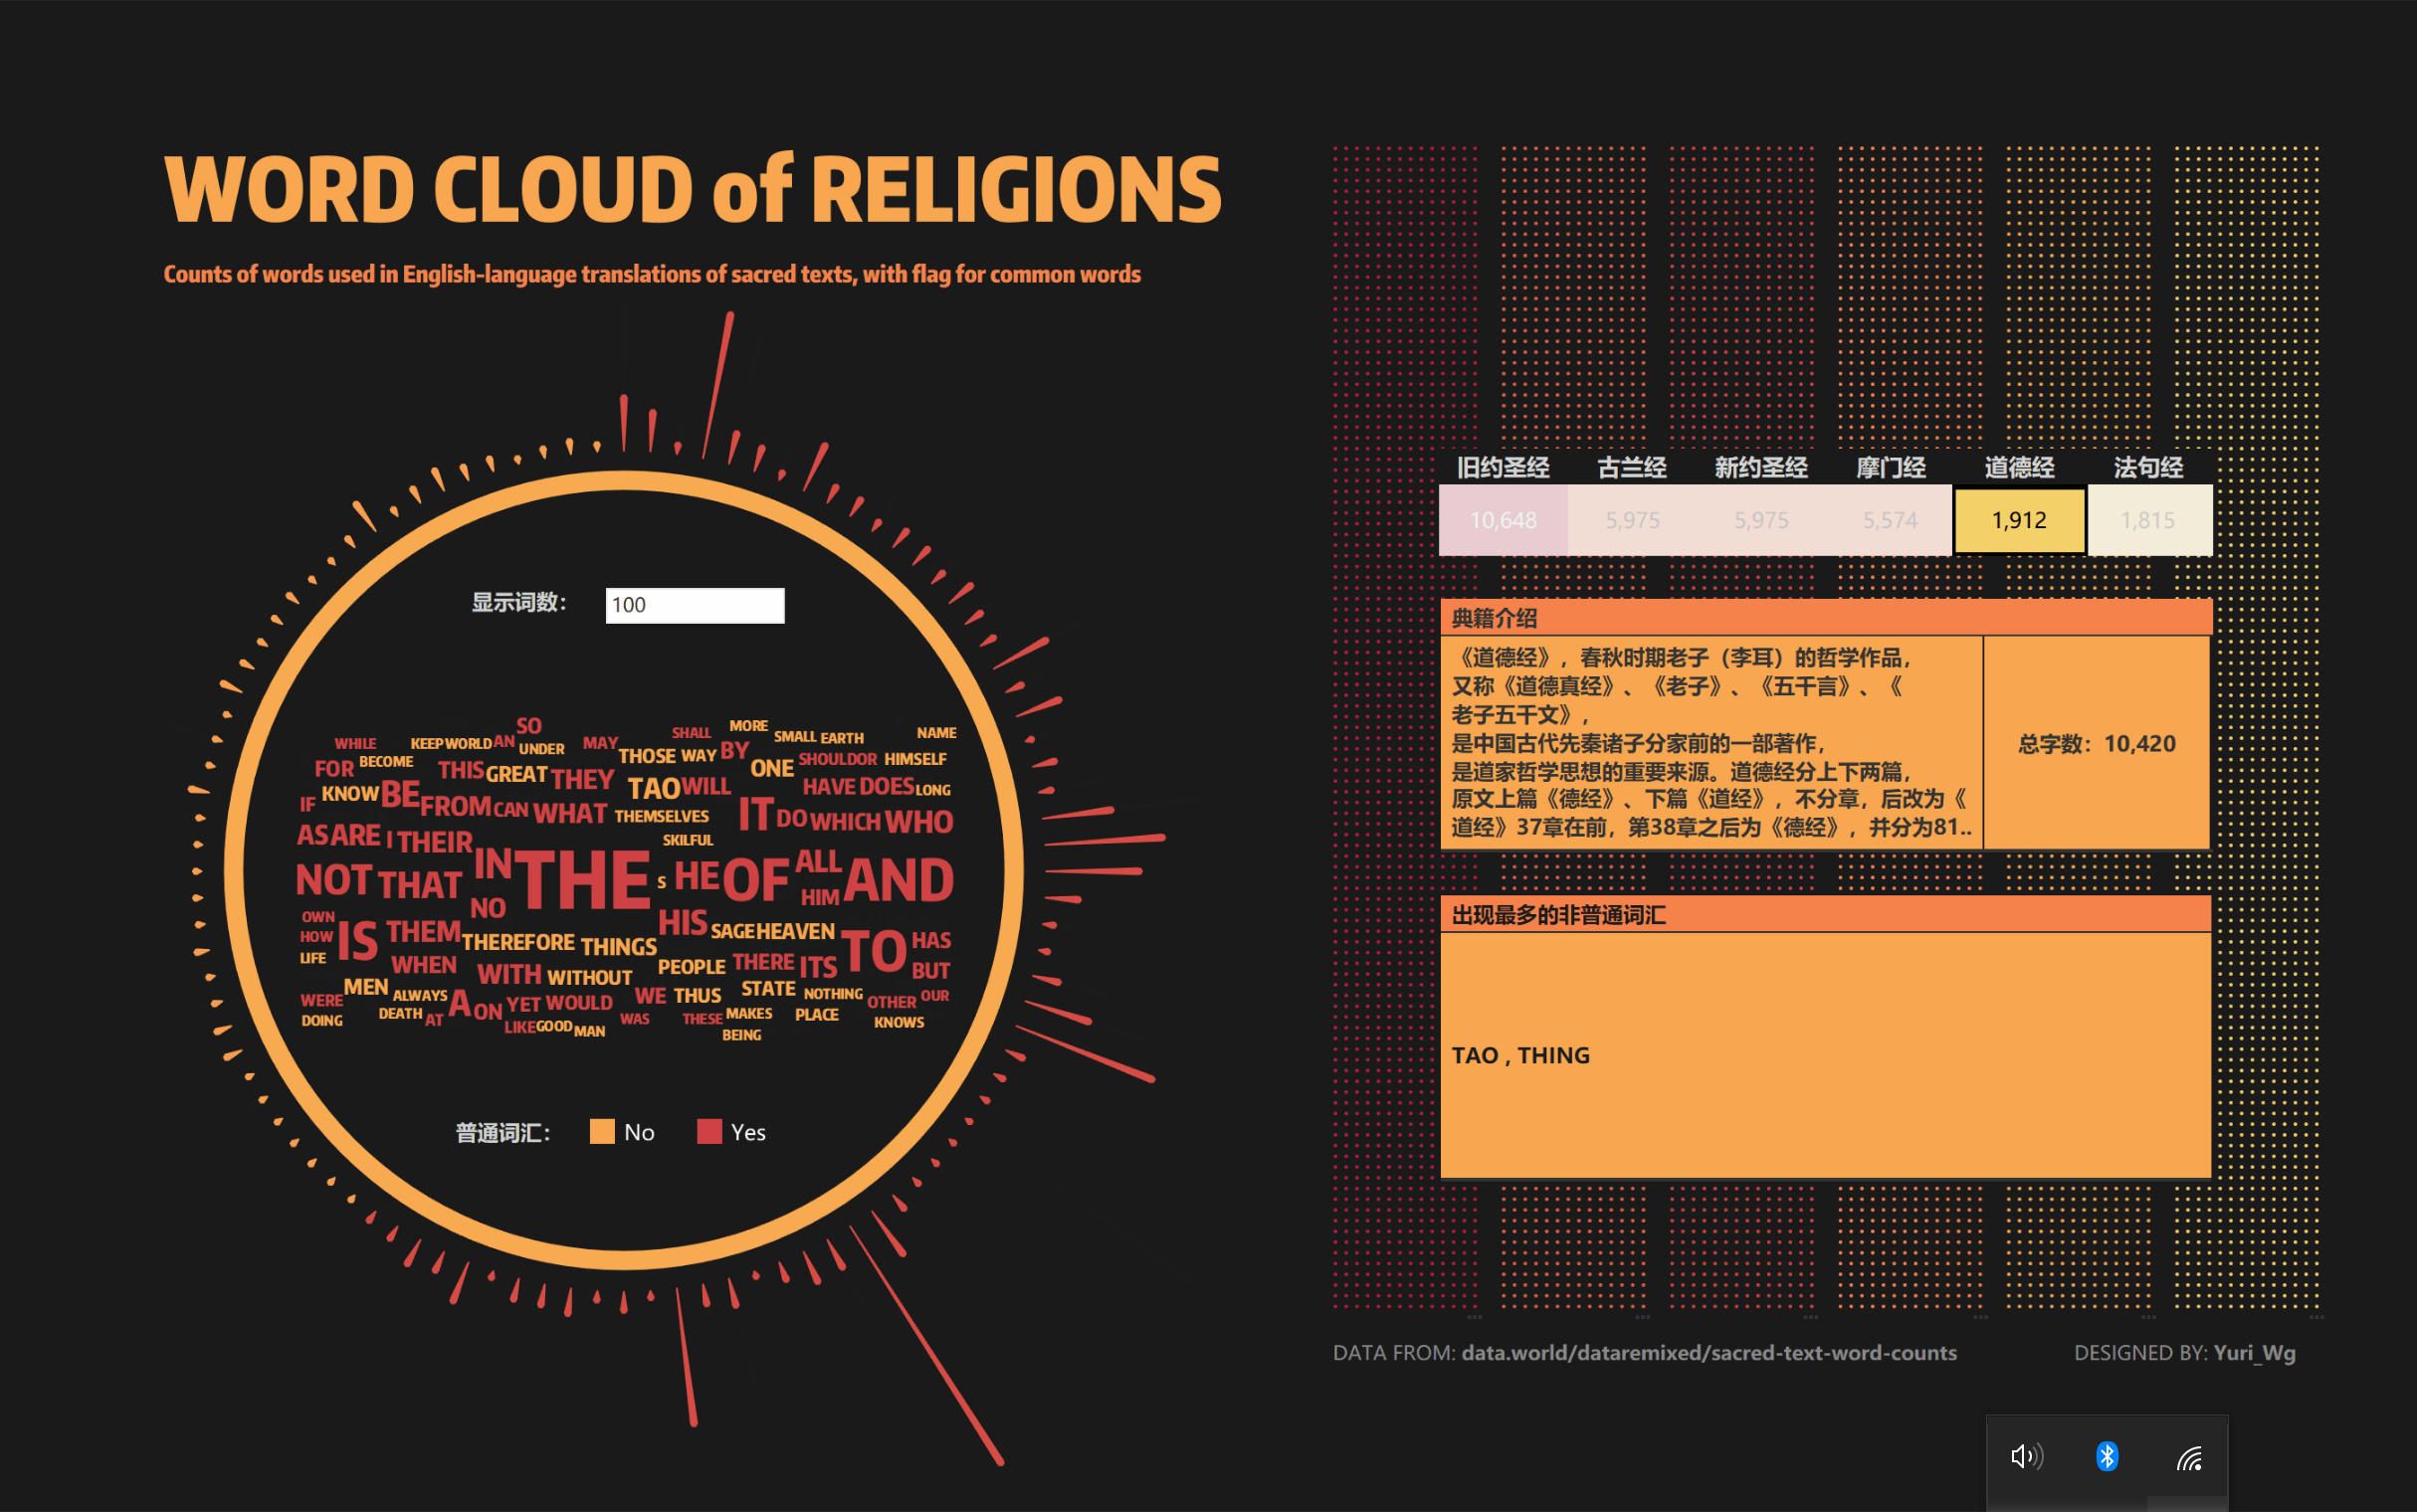 WORD CLOUD of RELIGIONS
Counts of words used in English-language translations of sacred texts, with flag for common words
显示词数：
100
SO
SHALL
MORE
NAME
WHILE
KEEP WORLD AN
UNDER
MAY
SMALL EARTH
FOR BECOME
THOSE WAY BY
SHOULD OR HIMSELF
THIS GREAT THEY
ONE
IF KNOW BE
TAO WILL
HAVE DOES LONG
FROM CAN WHAT
THEMSELVES
IT DO WHICH WHO
AS ARE I THEIR
SKILFUL
NOT THAT IN THE S HE OF ALL AND
HIM
NO
OWN
HIS SAGE HEAVEN
HOW IS THEM
THEREFORE THINGS
TO HAS
LIFE
WHEN WITH WITHOUT
PEOPLE THERE ITS
BUT
MEN ALWAYS
WE THUS
STATE NOTHING
OTHER OUR
WERE
A ON YET WOULD
DOING
DEATH AT
WAS THESE MAKES PLACE
KNOWS
LIKE GOOD MAN
BEING
普通词汇：
No
Yes
旧约圣经 古兰经 新约圣经 摩门经 道德经 法句经
10,648 5,975 5,975 5,574 1,912 1,815
典籍介绍
《道德经》，春秋时期老子（李耳）的哲学作品，
又称《道德真经》、《老子》、《五千言》、《
老子五千文》，
是中国古代先秦诸子分家前的一部著作，
是道家哲学思想的重要来源。道德经分上下两篇，
原文上篇《德经》、下篇《道经》，不分章，后改为《
道经》37章在前，第38章之后为《德经》，并分为81..
总字数：10,420
出现最多的非普通词汇
TAO , THING
DATA FROM: data.world/dataremixed/sacred-text-word-counts
DESIGNED BY: Yuri_Wg